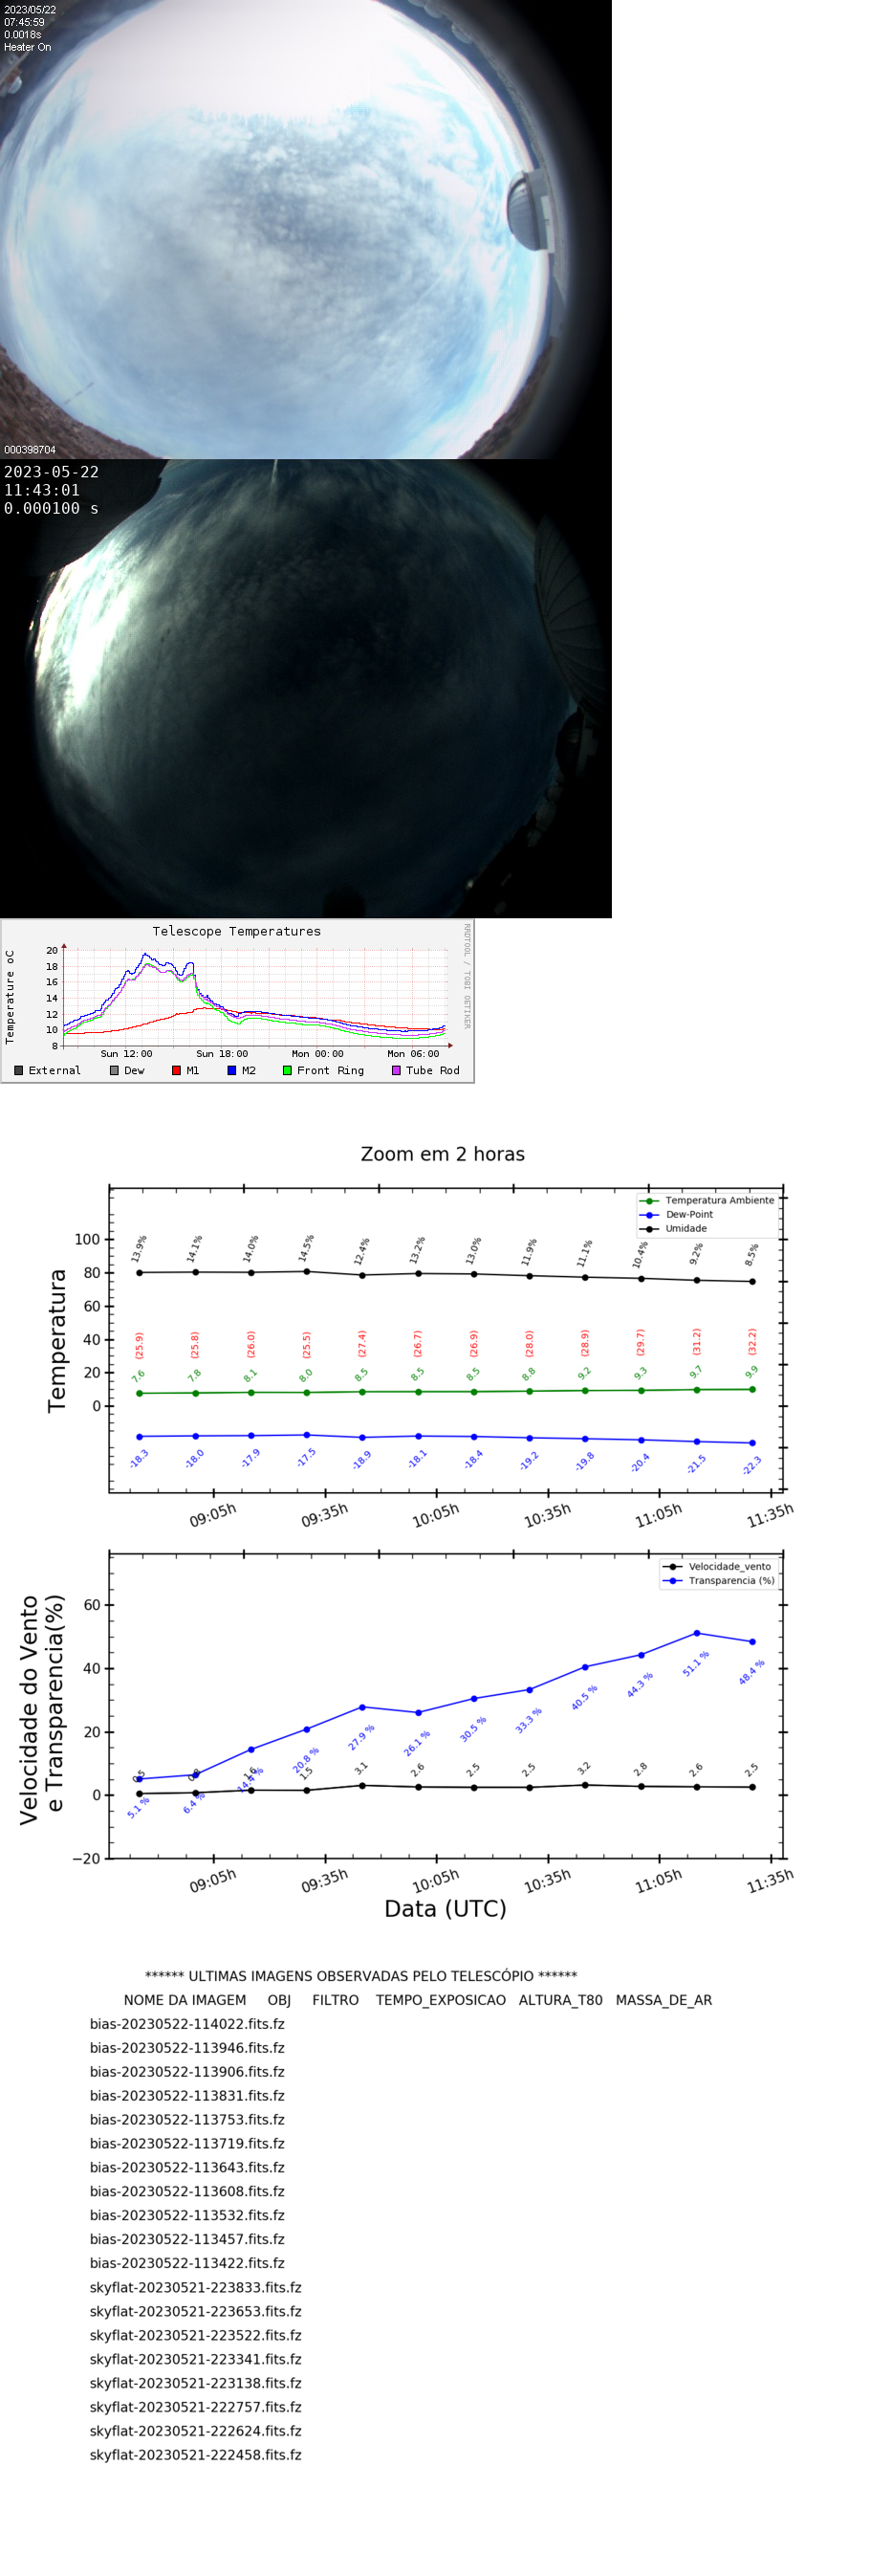 2023/05/22
07:45:59
0.0018s
Heater On
000398704
2023-05-22
11:43:01
0.000100 s
Telescope Temperatures
RRDTOOL / TOBI OETIKER
Temperature oC
20
18
16
14
12
10
8
Sun 12:00 Sun 18:00 Mon 00:00 Mon 06:00
External Dew M1 M2 Front Ring Tube Rod
Zoom em 2 horas
Temperatura
Temperatura Ambiente
Dew-Point
Umidade
100
80
60
40
20
0
13.9% 14.1% 14.0% 14.5% 12.4% 13.2% 13.0% 11.9% 11.1% 10.4% 9.2% 8.5%
(25.9) (25.8) (26.0) (25.5) (27.4) (26.7) (26.9) (28.0) (28.9) (29.7) (31.2) (32.2)
7.6 7.8 8.1 8.0 8.5 8.5 8.5 8.8 9.2 9.3 9.7 9.9
-18.3 -18.0 -17.9 -17.5 -18.9 -18.1 -18.4 -19.2 -19.8 -20.4 -21.5 -22.3
09:05h 09:35h 10:05h 10:35h 11:05h 11:35h
Velocidade do Vento
e Transparencia(%)
Velocidade_vento
Transparencia (%)
60
40
20
0
−20
5.1 % 6.4 % 14.4 % 20.8 % 27.9 % 26.1 % 30.5 % 33.3 % 40.5 % 44.3 % 51.1 % 48.4 %
0.5 1.6 1.5 3.1 2.6 2.5 2.5 3.2 2.8 2.6 2.5
09:05h 09:35h 10:05h 10:35h 11:05h 11:35h
Data (UTC)
****** ULTIMAS IMAGENS OBSERVADAS PELO TELESCÓPIO ******
NOME DA IMAGEM OBJ FILTRO TEMPO_EXPOSICAO ALTURA_T80 MASSA_DE_AR
bias-20230522-114022.fits.fz
bias-20230522-113946.fits.fz
bias-20230522-113906.fits.fz
bias-20230522-113831.fits.fz
bias-20230522-113753.fits.fz
bias-20230522-113719.fits.fz
bias-20230522-113643.fits.fz
bias-20230522-113608.fits.fz
bias-20230522-113532.fits.fz
bias-20230522-113457.fits.fz
bias-20230522-113422.fits.fz
skyflat-20230521-223833.fits.fz
skyflat-20230521-223653.fits.fz
skyflat-20230521-223522.fits.fz
skyflat-20230521-223341.fits.fz
skyflat-20230521-223138.fits.fz
skyflat-20230521-222757.fits.fz
skyflat-20230521-222624.fits.fz
skyflat-20230521-222458.fits.fz